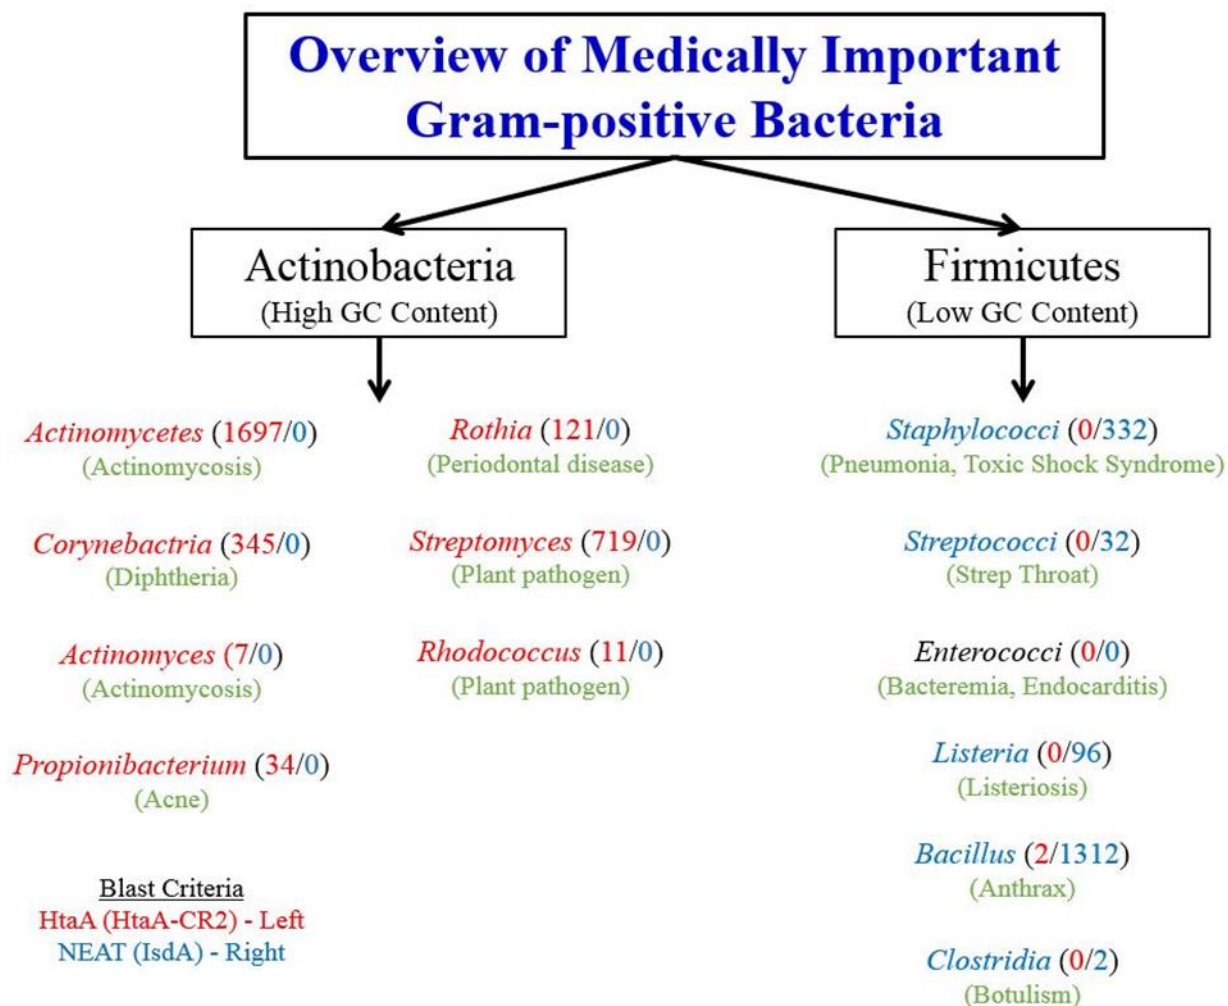 Overview of Medically Important
Gram-positive Bacteria
Actinobacteria
(High GC Content)
Firmicutes
(Low GC Content)
Actinomycetes (1697/0)
(Actinomycosis)
Corynebactria (345/0)
(Diphtheria)
Actinomyces (7/0)
(Actinomycosis)
Propionibacterium (34/0)
(Acne)
Rothia (121/0)
(Periodontal disease)
Streptomyces (719/0)
(Plant pathogen)
Rhodococcus (11/0)
(Plant pathogen)
Staphylococci (0/332)
(Pneumonia, Toxic Shock Syndrome)
Streptococci (0/32)
(Strep Throat)
Enterococci (0/0)
(Bacteremia, Endocarditis)
Listeria (0/96)
(Listeriosis)
Bacillus (2/1312)
(Anthrax)
Clostridia (0/2)
(Botulism)
Blast Criteria
HtaA (HtaA-CR2) - Left
NEAT (IsdA) - Right